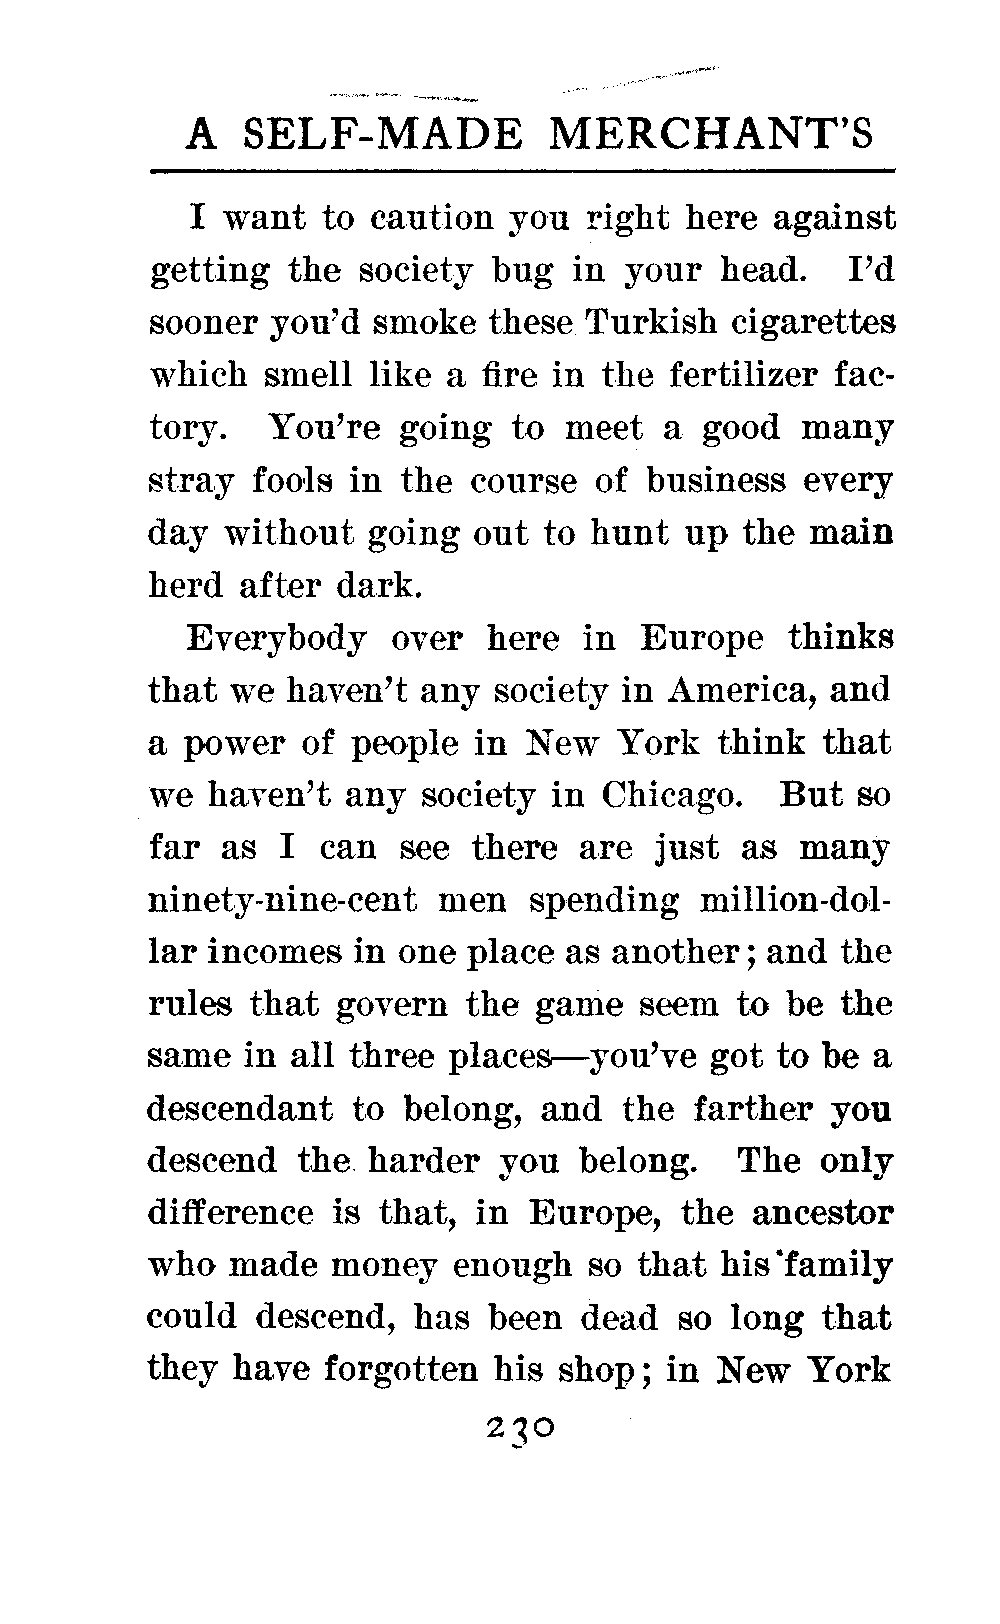 A SELF-MADE MERCHANT'S
I want to caution you right here against
getting the society bug in your head. I'd
sooner you'd smoke these Turkish cigarettes
which smell like a fire in the fertilizer fac-
tory. You're going to meet a good many
stray fools in the course of business every
day without going out to hunt up the main
herd after dark.
Everybody over here in Europe thinks
that we haven't any society in America, and
a power of people in New York think that
we haven't any society in Chicago. But so
far as I can see there are just as many
ninety-nine-cent men spending million-dol-
lar incomes in one place as another; and the
rules that govern the game seem to be the
same in all three places—you've got to be a
descendant to belong, and the farther you
descend the harder you belong. The only
difference is that, in Europe, the ancestor
who made money enough so that his family
could descend, has been dead so long that
they have forgotten his shop; in New York
230